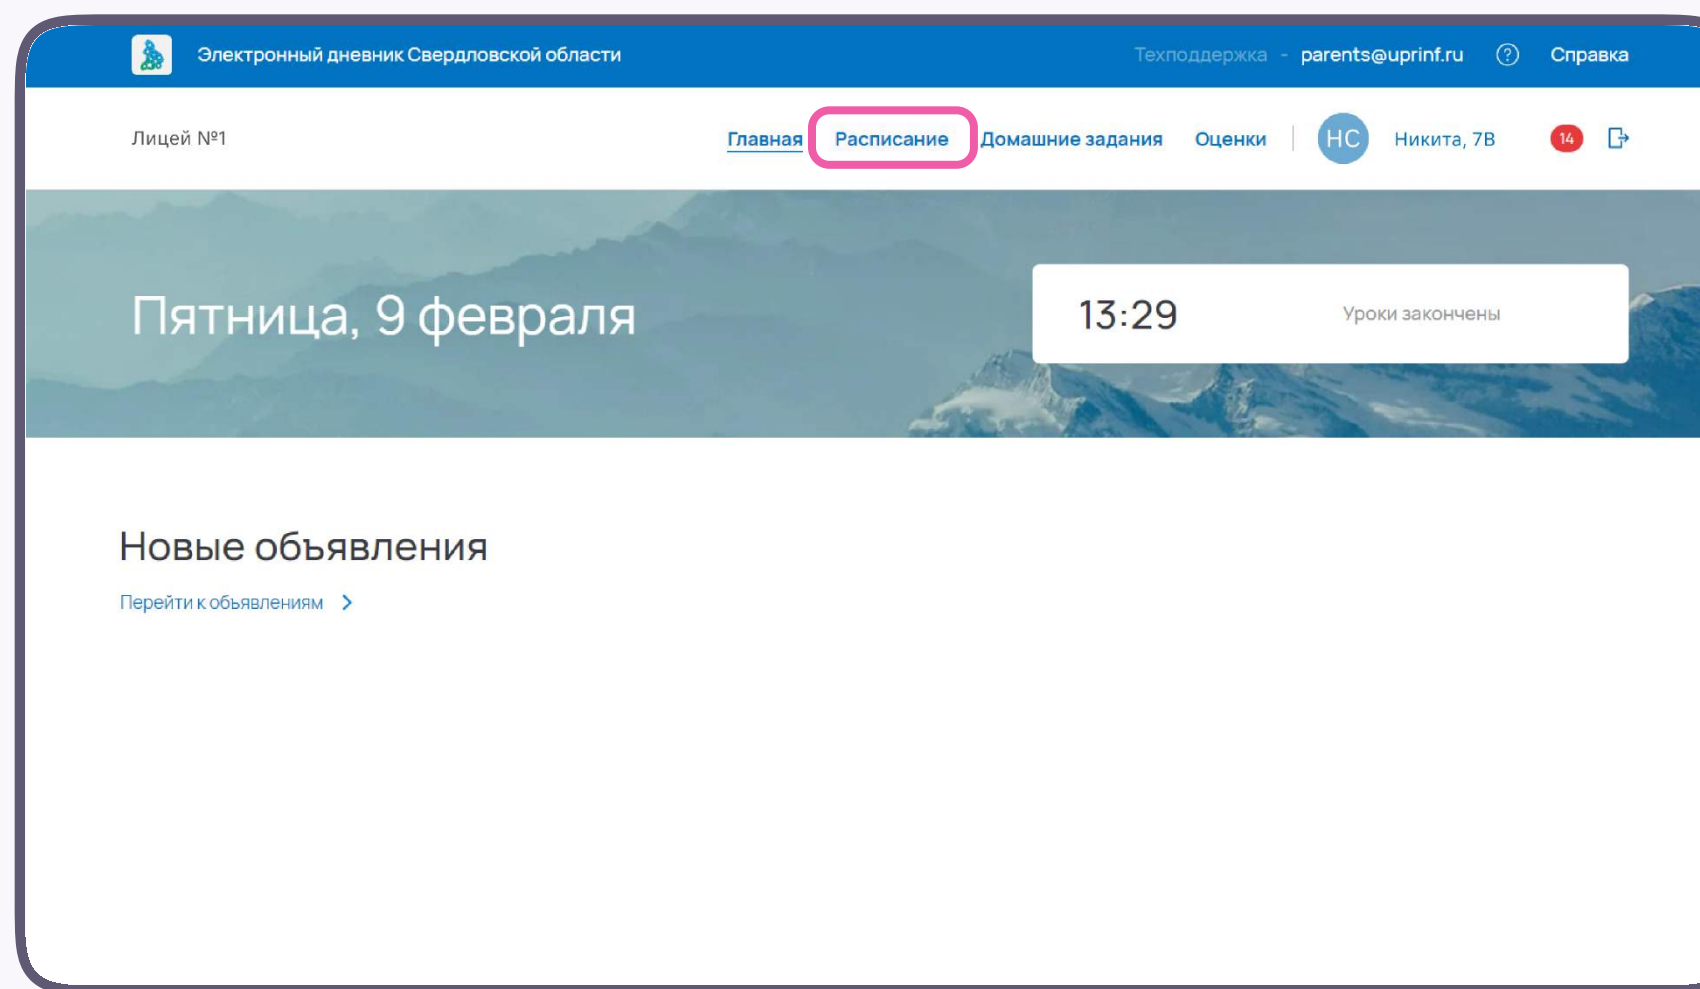 Электронный дневник Свердловской области
Техподдержка - parents@uprinf.ru ? Справка
Лицей №1
Главная Расписание Домашние задания Оценки НС Никита, 7В 14
Пятница, 9 февраля
13:29 Уроки закончены
Новые объявления
Перейти к объявлениям